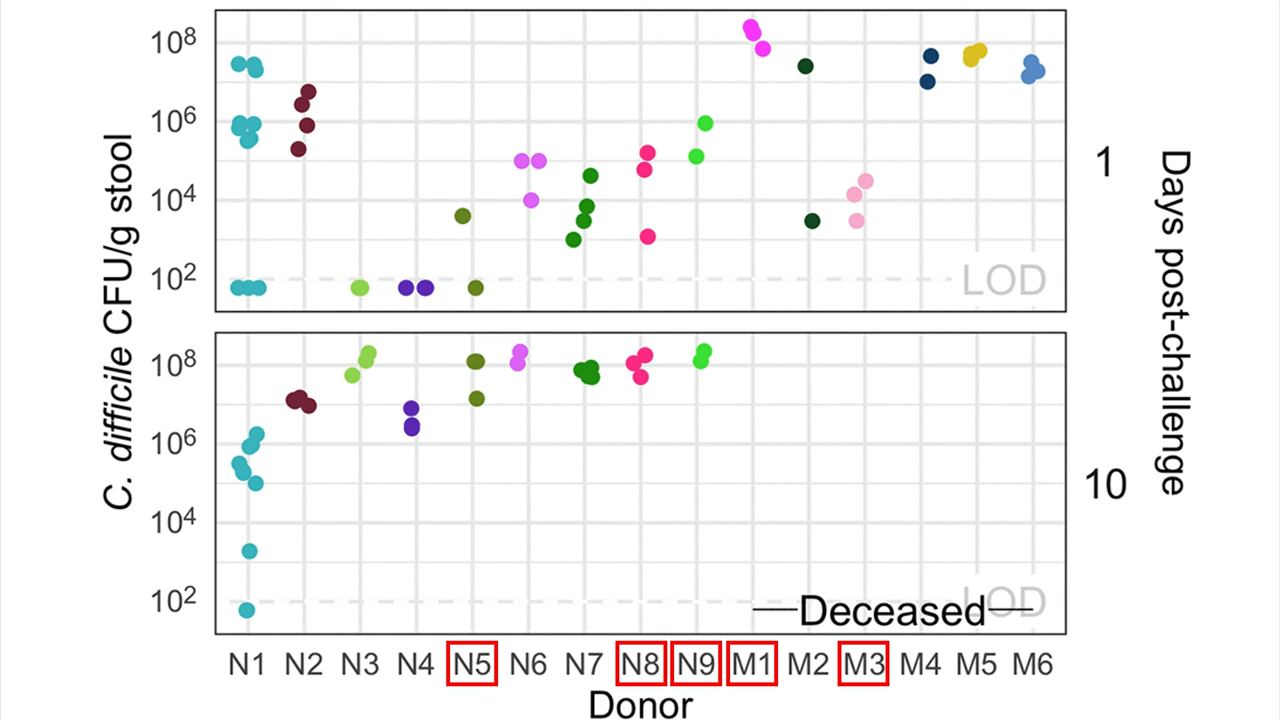 C. difficile CFU/g stool
10⁸
10⁶
10⁴
10²
LOD
1
10⁸
10⁶
10⁴
10²
LOD
Deceased
10
Days post-challenge
N1 N2 N3 N4 N5 N6 N7 N8 N9 M1 M2 M3 M4 M5 M6
Donor